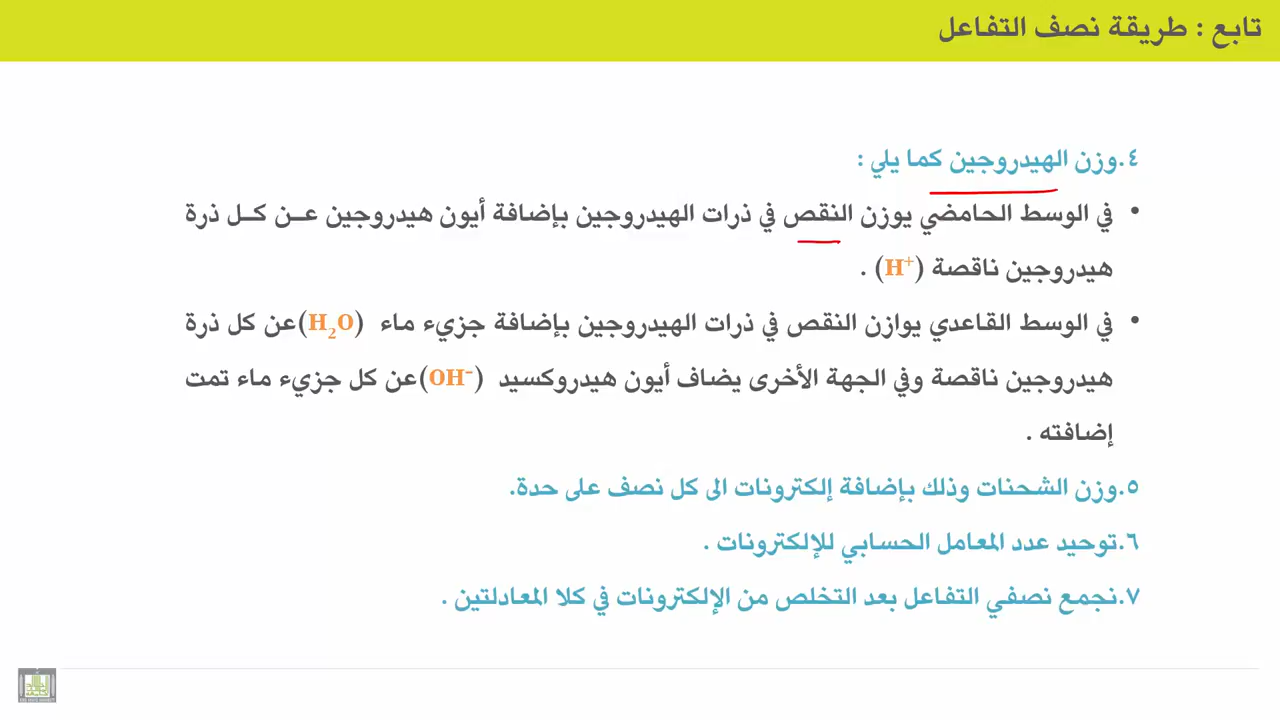 تابع : طريقة نصف التفاعل
٤.وزن الهيدروجين كما يلي :
• في الوسط الحامضي يوزن النقص في ذرات الهيدروجين بإضافة أيون هيدروجين عن كل ذرة
هيدروجين ناقصة (H⁺) .
• في الوسط القاعدي يوازن النقص في ذرات الهيدروجين بإضافة جزيء ماء (H₂O)عن كل ذرة
هيدروجين ناقصة وفي الجهة الأخرى يضاف أيون هيدروكسيد (OH⁻)عن كل جزيء ماء تمت
إضافته .
٥.وزن الشحنات وذلك بإضافة إلكترونات الى كل نصف على حدة.
٦.توحيد عدد المعامل الحسابي للإلكترونات .
٧.نجمع نصفي التفاعل بعد التخلص من الإلكترونات في كلا المعادلتين .